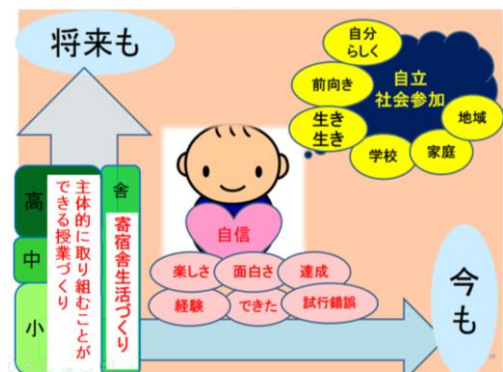 将来も
自分
らしく
前向き
生き
生き
自立
社会参加
地域
家庭
学校
高
中
小
主体的に取り組むことが
できる授業づくり
舎
寄宿舎生活づくり
自信
楽しさ
面白さ
達成
経験
できた
試行錯誤
今
も